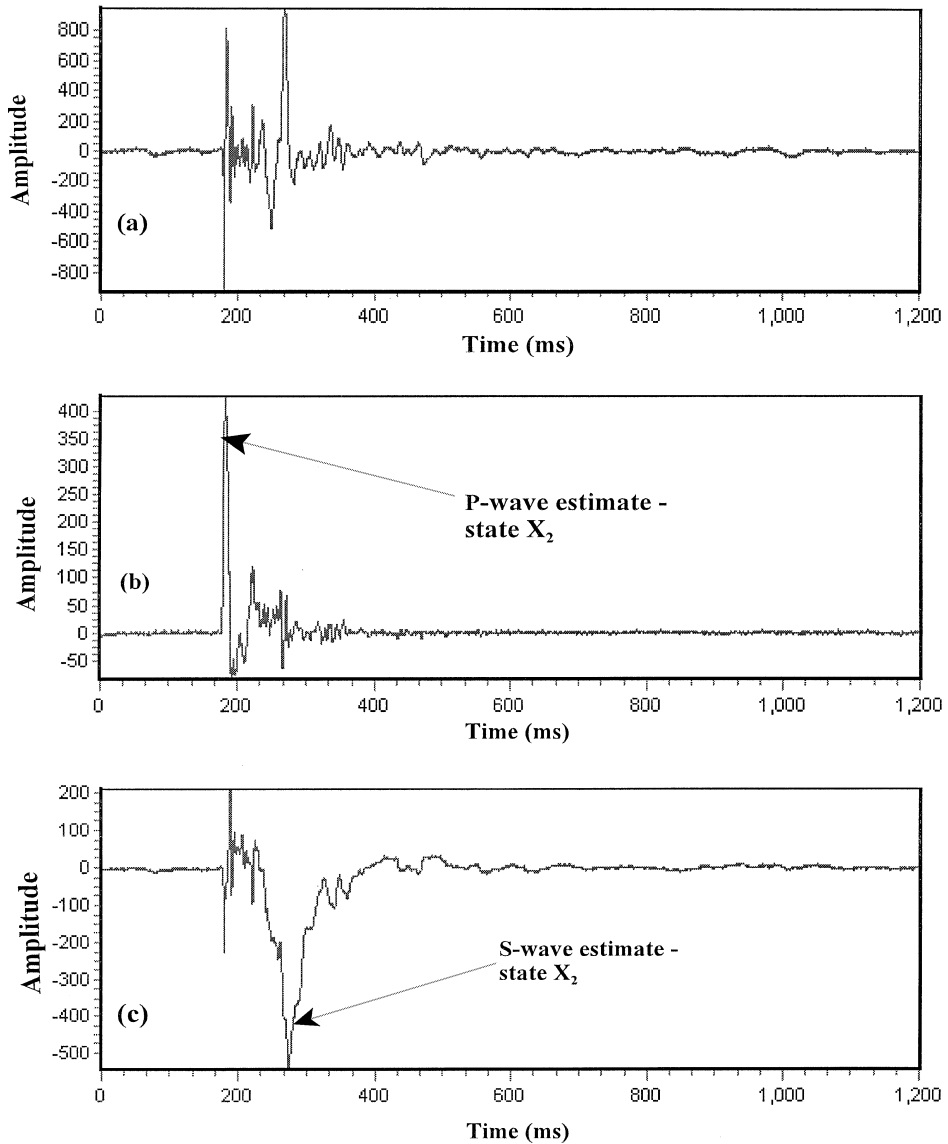 800
600
400
200
0
-200
-400
-600
-800
Amplitude
(a)
0 200 400 600 800 1,000 1,200
Time (ms)
400
350
300
250
200
150
100
50
0
-50
Amplitude
P-wave estimate -
state X₂
(b)
0 200 400 600 800 1,000 1,200
Time (ms)
200
100
0
-100
-200
-300
-400
-500
Amplitude
S-wave estimate -
state X₂
(c)
0 200 400 600 800 1,000 1,200
Time (ms)